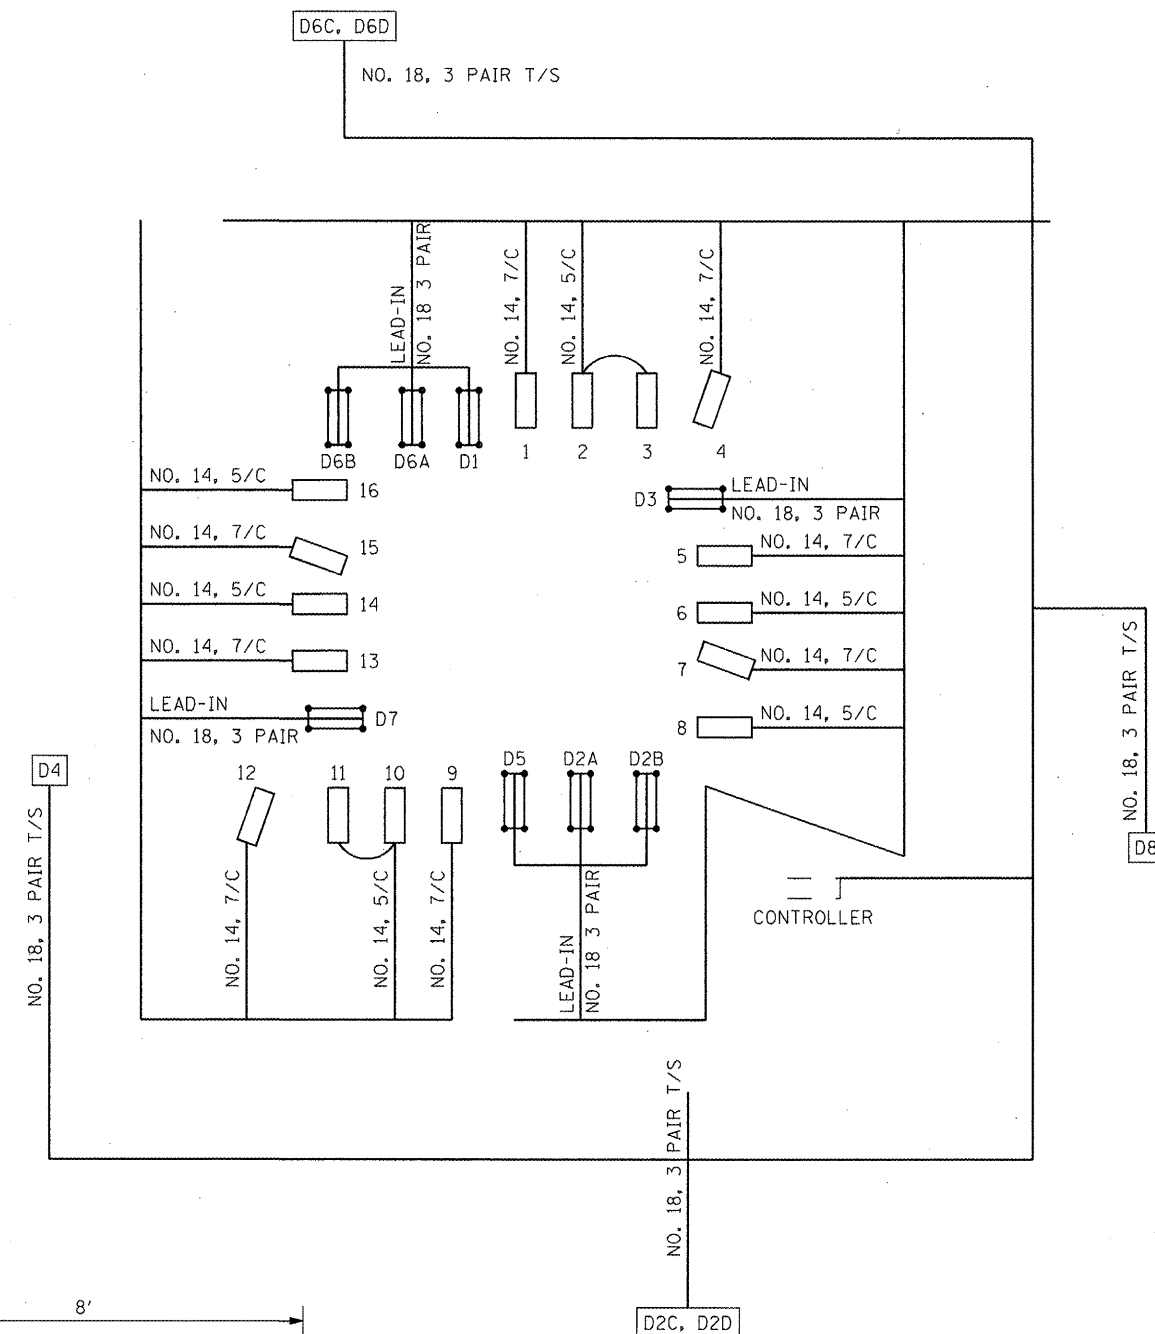 D6C, D6D
NO. 18, 3 PAIR T/S
LEAD-IN
NO. 18 3 PAIR
NO. 14, 7/C
NO. 14, 5/C
NO. 14, 7/C
D6B
D6A
D1
1
2
3
4
NO. 14, 5/C
16
D3
LEAD-IN
NO. 18, 3 PAIR
NO. 14, 7/C
15
5
NO. 14, 7/C
NO. 14, 5/C
14
6
NO. 14, 5/C
NO. 14, 7/C
13
7
NO. 14, 7/C
LEAD-IN
NO. 18, 3 PAIR
D7
8
NO. 14, 5/C
NO. 18, 3 PAIR T/S
D8
D4
NO. 18, 3 PAIR T/S
12
11
10
9
D5
D2A
D2B
NO. 14, 7/C
NO. 14, 5/C
NO. 14, 7/C
LEAD-IN
NO. 18 3 PAIR
CONTROLLER
NO. 18, 3 PAIR T/S
8'
D2C, D2D